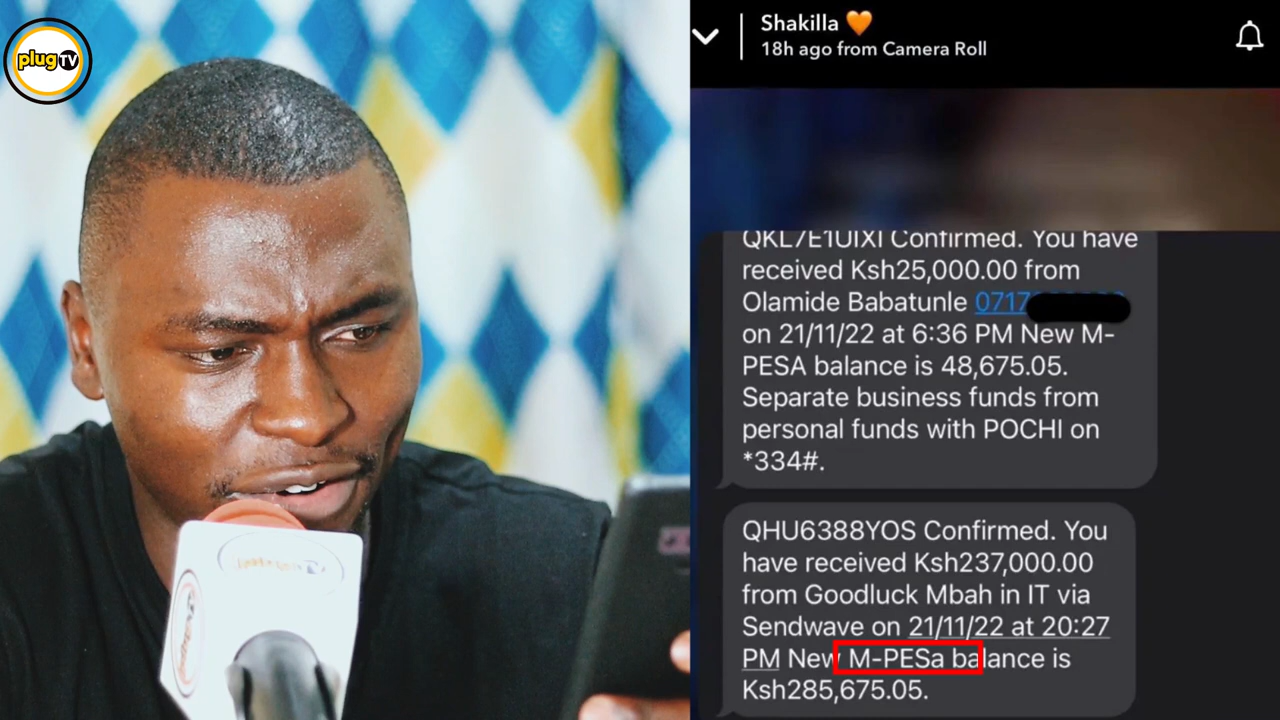 plug TV
Shakilla 🧡
18h ago from Camera Roll
QKL7E1UIXI Confirmed. You have
received Ksh25,000.00 from
Olamide Babatunle 0717
on 21/11/22 at 6:36 PM New M-
PESA balance is 48,675.05.
Separate business funds from
personal funds with POCHI on
*334#.
QHU6388YOS Confirmed. You
have received Ksh237,000.00
from Goodluck Mbah in IT via
Sendwave on 21/11/22 at 20:27
PM New M-PESa balance is
Ksh285,675.05.